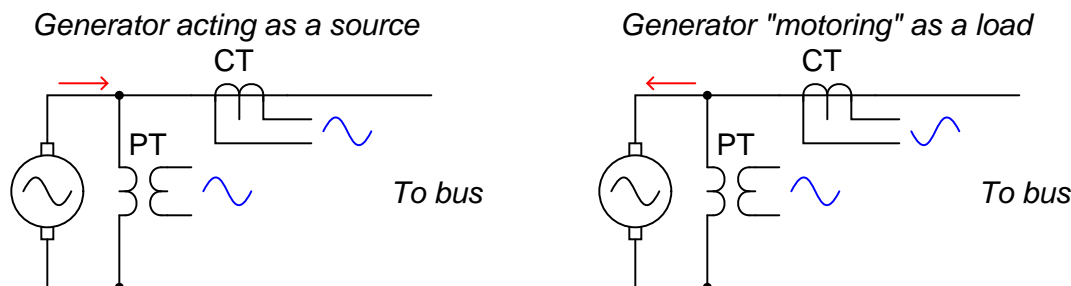 Generator acting as a source
CT
PT
To bus
Generator "motoring" as a load
CT
PT
To bus